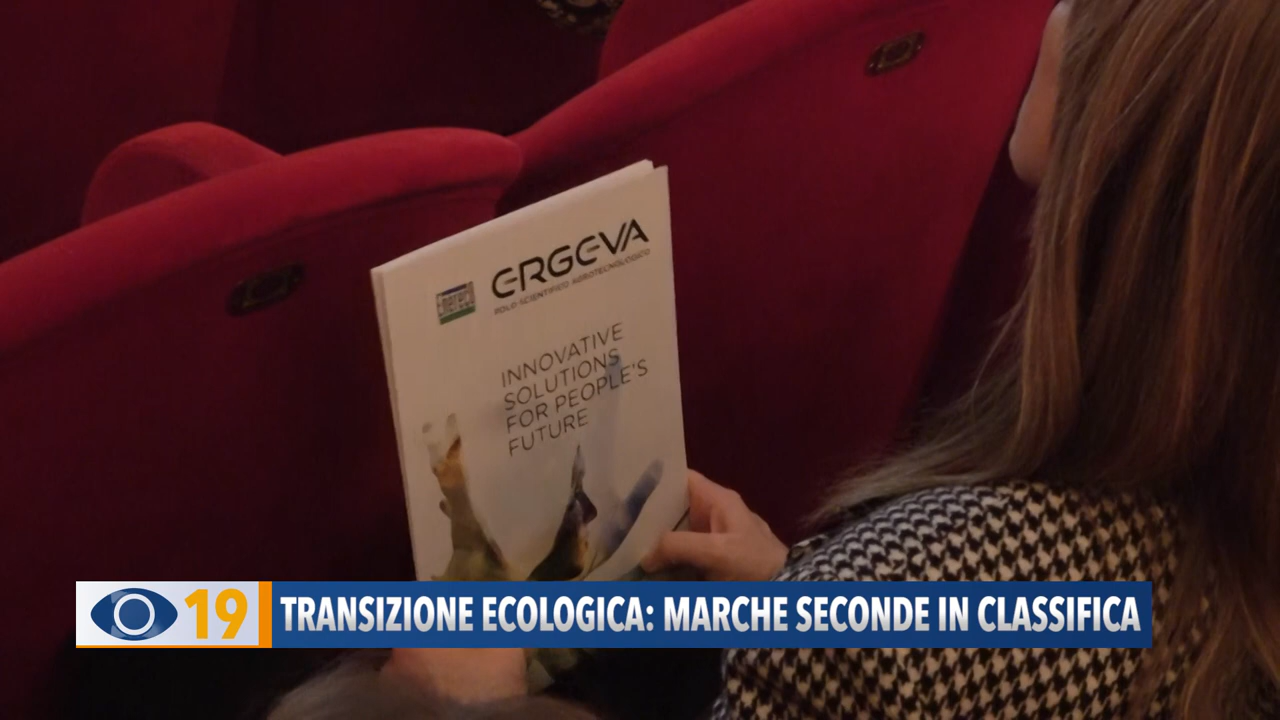 ERGEVA
POLO SCIENTIFICO AGROTECNOLOGICO
INNOVATIVE
SOLUTIONS
FOR PEOPLE'S
FUTURE
19 TRANSIZIONE ECOLOGICA: MARCHE SECONDE IN CLASSIFICA